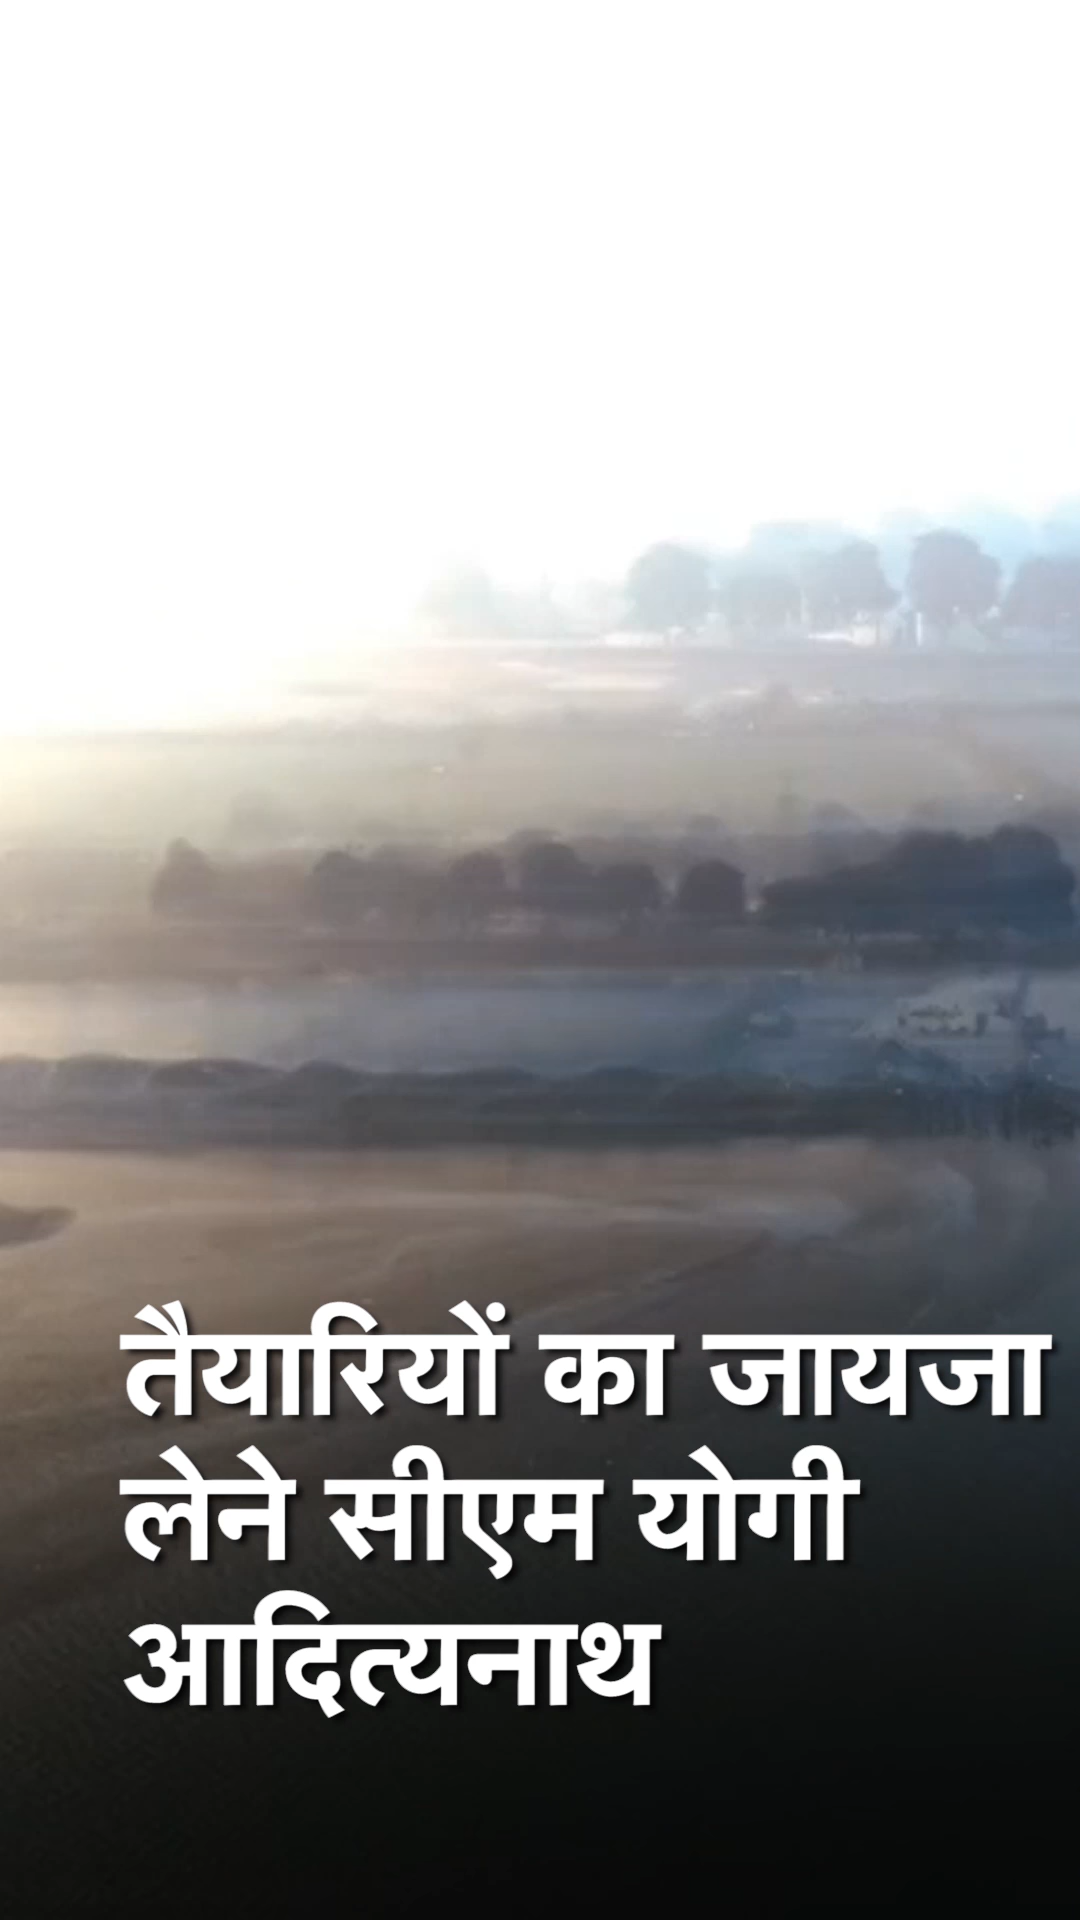 तैयारियों का जायजा
लेने सीएम योगी
आदित्यनाथ